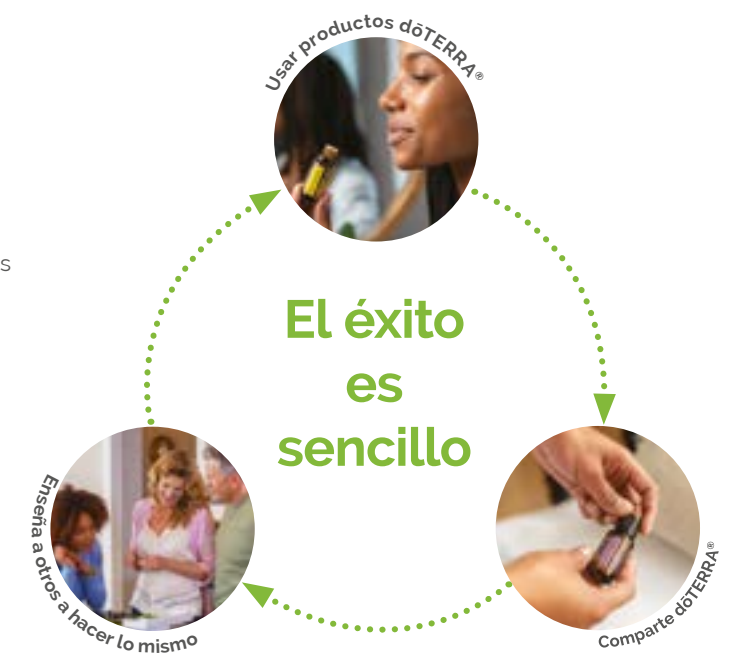 Usar productos dōTERRA®
s
El éxito
es
sencillo
Enseña a otros a hacer lo mismo
Comparte dōTERRA®